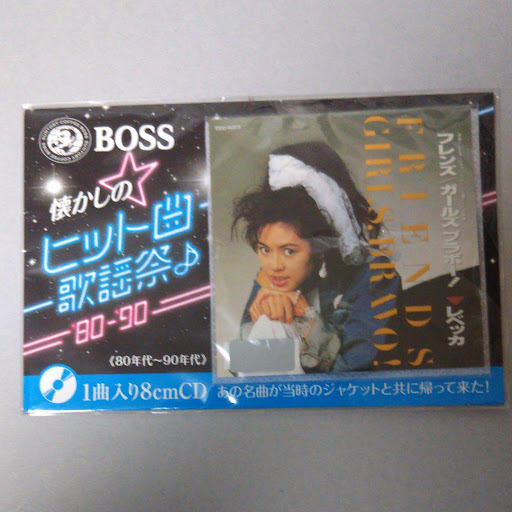 BOSS
懐かしの
ヒット曲
歌謡祭♪
'80~'90
《80年代～90年代》
1曲入り8cmCD
あの名曲が当時のジャケットと共に帰って来た!
FRIENDS
GIRLS BRAVO!
フレンズ ガールズ ブラボー! ▼ レベッカ